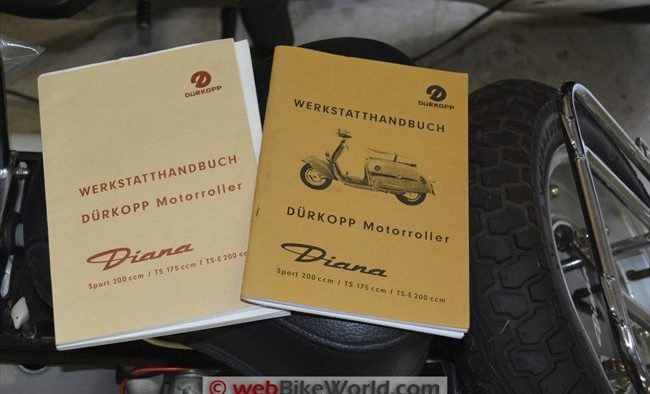 DÜRKOPP
WERKSTATTHANDBUCH
DÜRKOPP Motorroller
Diana
Sport 200 ccm / TS 175 ccm / TS-E 200 ccm
DÜRKOPP
WERKSTATTHANDBUCH
DÜRKOPP Motorroller
Diana
Sport 200 ccm / TS 175 ccm / TS-E 200 ccm
© webBikeWorld.com ®